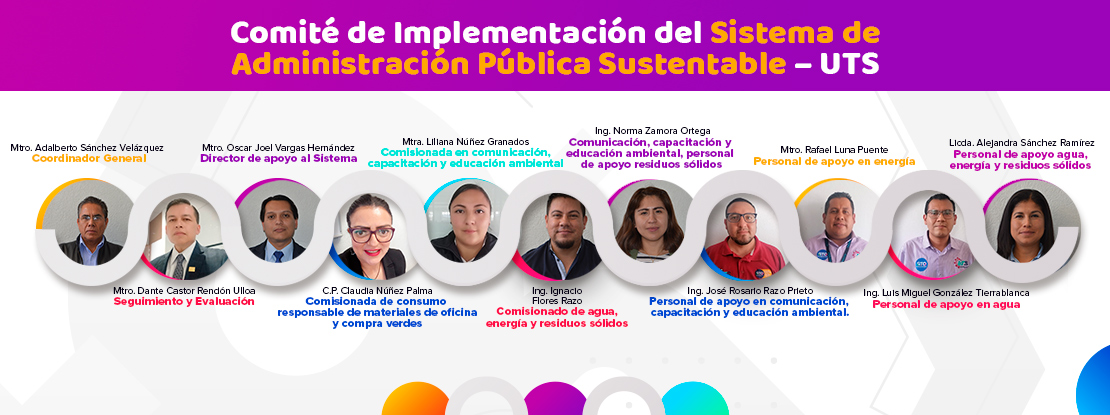 Comité de Implementación del Sistema de
Administración Pública Sustentable – UTS
Mtro. Adalberto Sánchez Velázquez
Coordinador General
Mtro. Dante Castor Rendón Ulloa
Seguimiento y Evaluación
Mtro. Oscar Joel Vargas Hernández
Director de apoyo al Sistema
C.P. Claudia Núñez Palma
Comisionada de consumo
responsable de materiales de oficina
y compra verdes
Mtra. Liliana Núñez Granados
Comisionada en comunicación,
capacitación y educación ambiental
Ing. Ignacio
Flores Razo
Comisionado de agua,
energía y residuos sólidos
Ing. Norma Zamora Ortega
Comunicación, capacitación y
educación ambiental, personal
de apoyo residuos sólidos
Ing. José Rosario Razo Prieto
Personal de apoyo en comunicación,
capacitación y educación ambiental.
Mtro. Rafael Luna Puente
Personal de apoyo en energía
Ing. Luis Miguel González Tierrablanca
Personal de apoyo en agua
Licda. Alejandra Sánchez Ramírez
Personal de apoyo agua,
energía y residuos sólidos